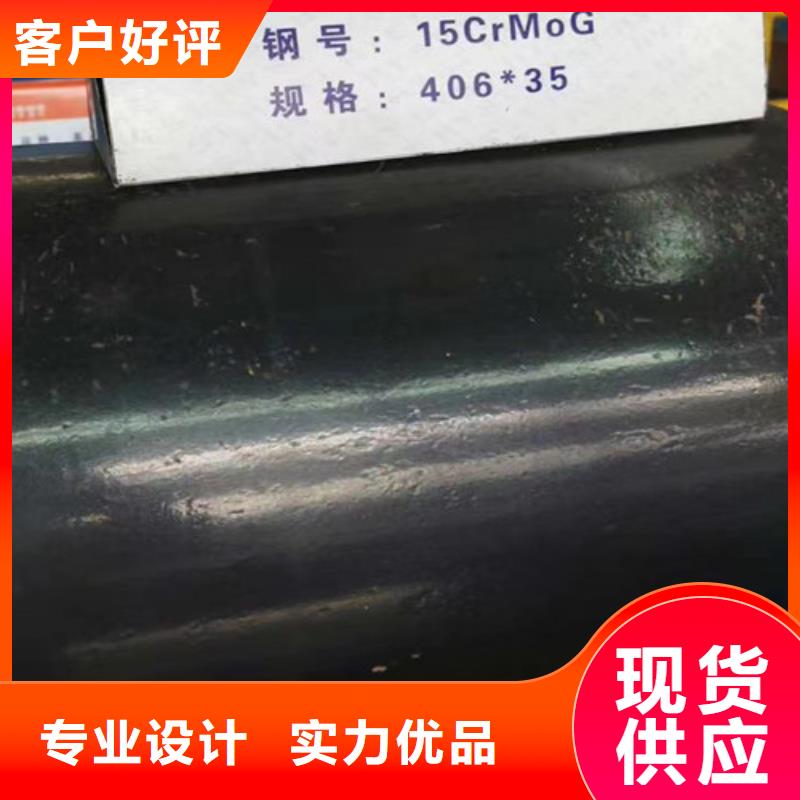 客户好评
钢号：15CrMoG
规格：406*35
专业设计 实力优品
现货
供应